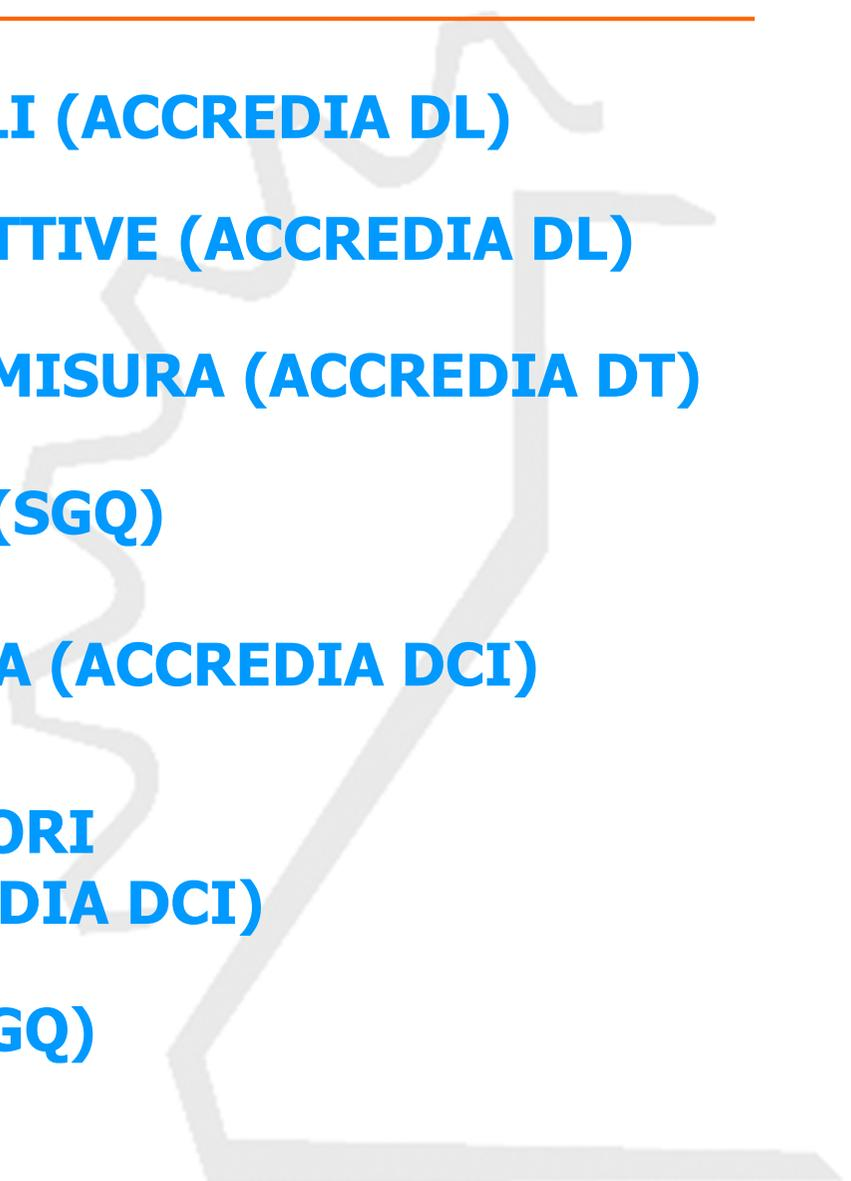 LI (ACCREDIA DL)
TTIVE (ACCREDIA DL)
MISURA (ACCREDIA DT)
(SGQ)
A (ACCREDIA DCI)
ORI
DIA DCI)
GQ)